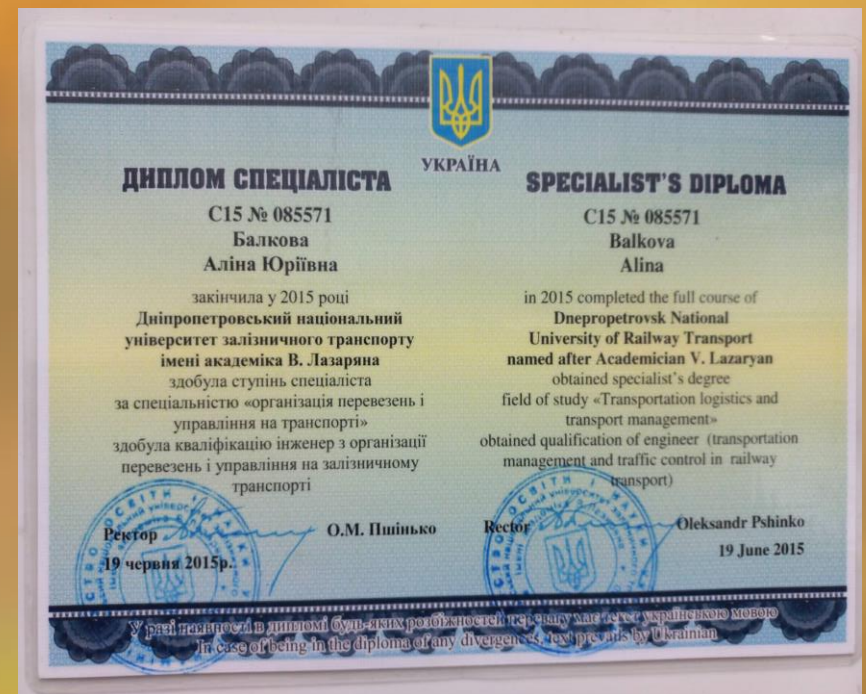 УКРАЇНА
ДИПЛОМ СПЕЦІАЛІСТА
С15 № 085571
Балкова
Аліна Юріївна
закінчила у 2015 році
Дніпропетровський національний
університет залізничного транспорту
імені академіка В. Лазаряна
здобула ступінь спеціаліста
за спеціальністю «організація перевезень і
управління на транспорті»
здобула кваліфікацію інженер з організації
перевезень і управління на залізничному
транспорті
Ректор О.М. Пшінько
19 червня 2015р.
SPECIALIST'S DIPLOMA
C15 № 085571
Balkova
Alina
in 2015 completed the full course of
Dnepropetrovsk National
University of Railway Transport
named after Academician V. Lazaryan
obtained specialist's degree
field of study «Transportation logistics and
transport management»
obtained qualification of engineer (transportation
management and traffic control in railway
transport)
Rector Oleksandr Pshinko
19 June 2015
У разі наявності в дипломі будь-яких розбіжностей перевагу має текст українською мовою
In case of being in the diploma of any divergences, text prevails by Ukrainian